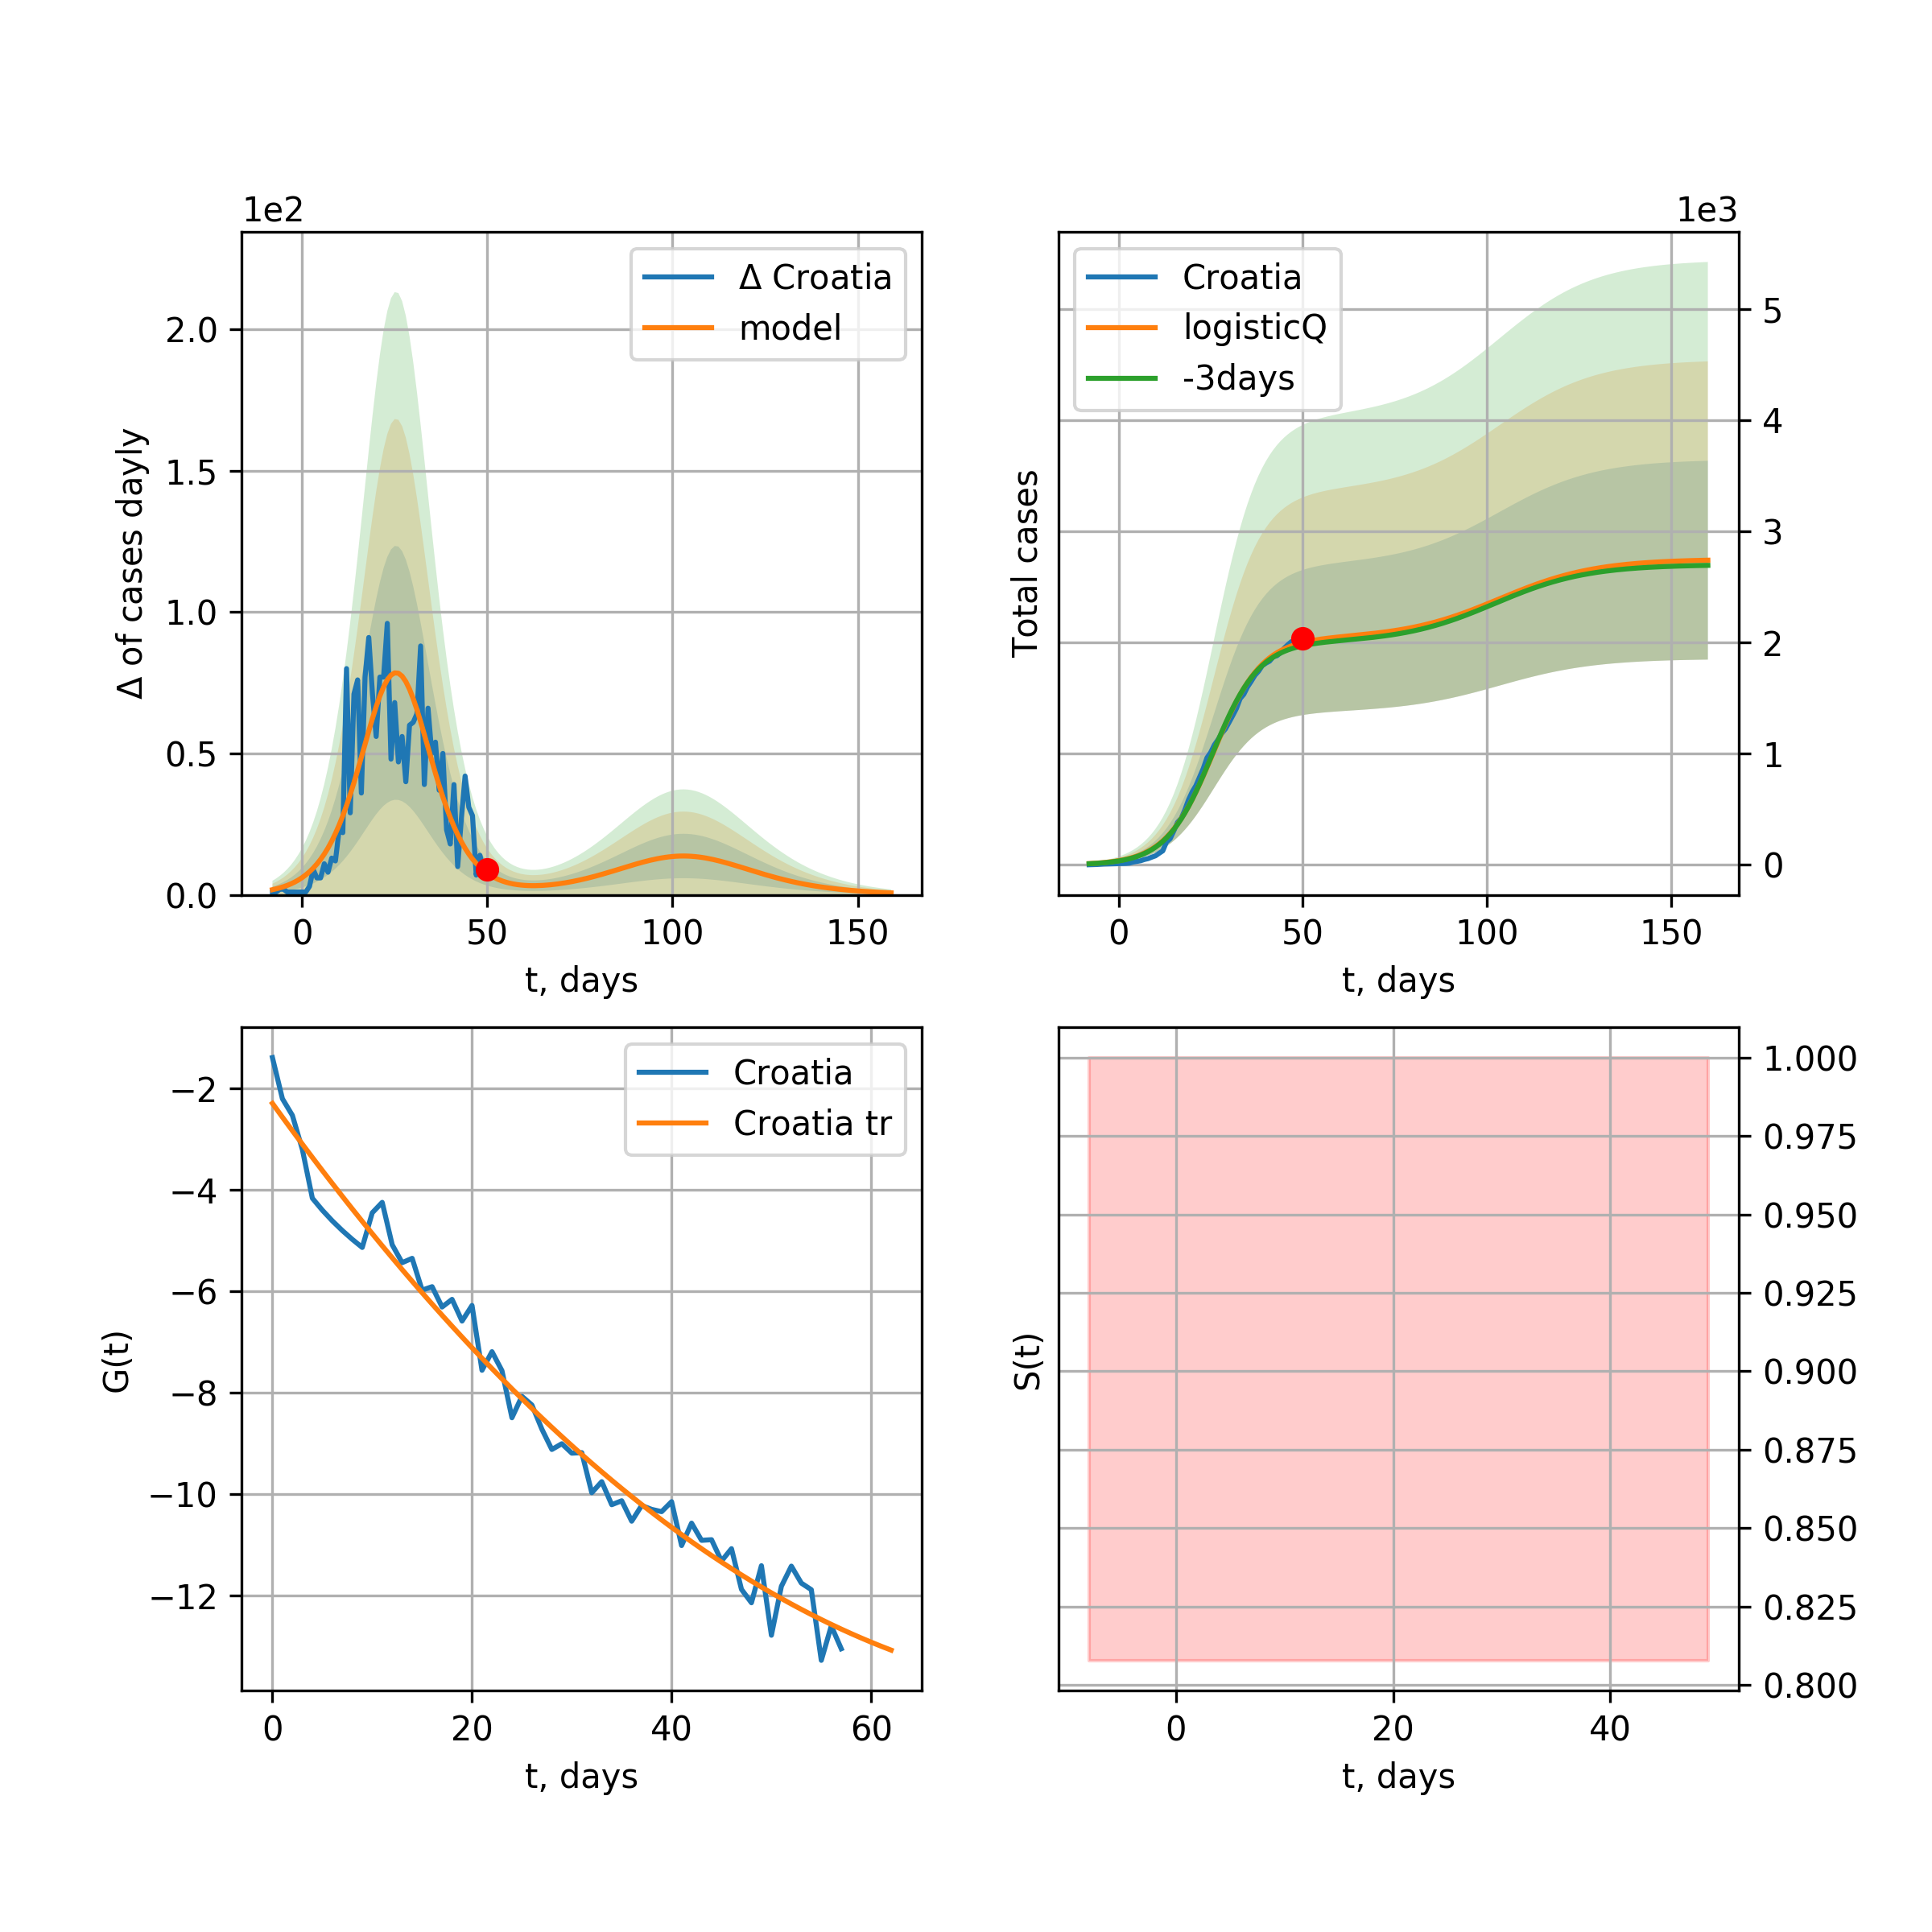 1e2
Δ Croatia
model
2.0
1.5
1.0
0.5
0.0
Δ of cases dayly
0 50 100 150
t, days
1e3
Croatia
logisticQ
-3days
5
4
3
2
1
0
Total cases
0 50 100 150
t, days
Croatia
Croatia tr
−2
−4
−6
−8
−10
−12
G(t)
0 20 40 60
t, days
1.000
0.975
0.950
0.925
0.900
0.875
0.850
0.825
0.800
S(t)
0 20 40
t, days